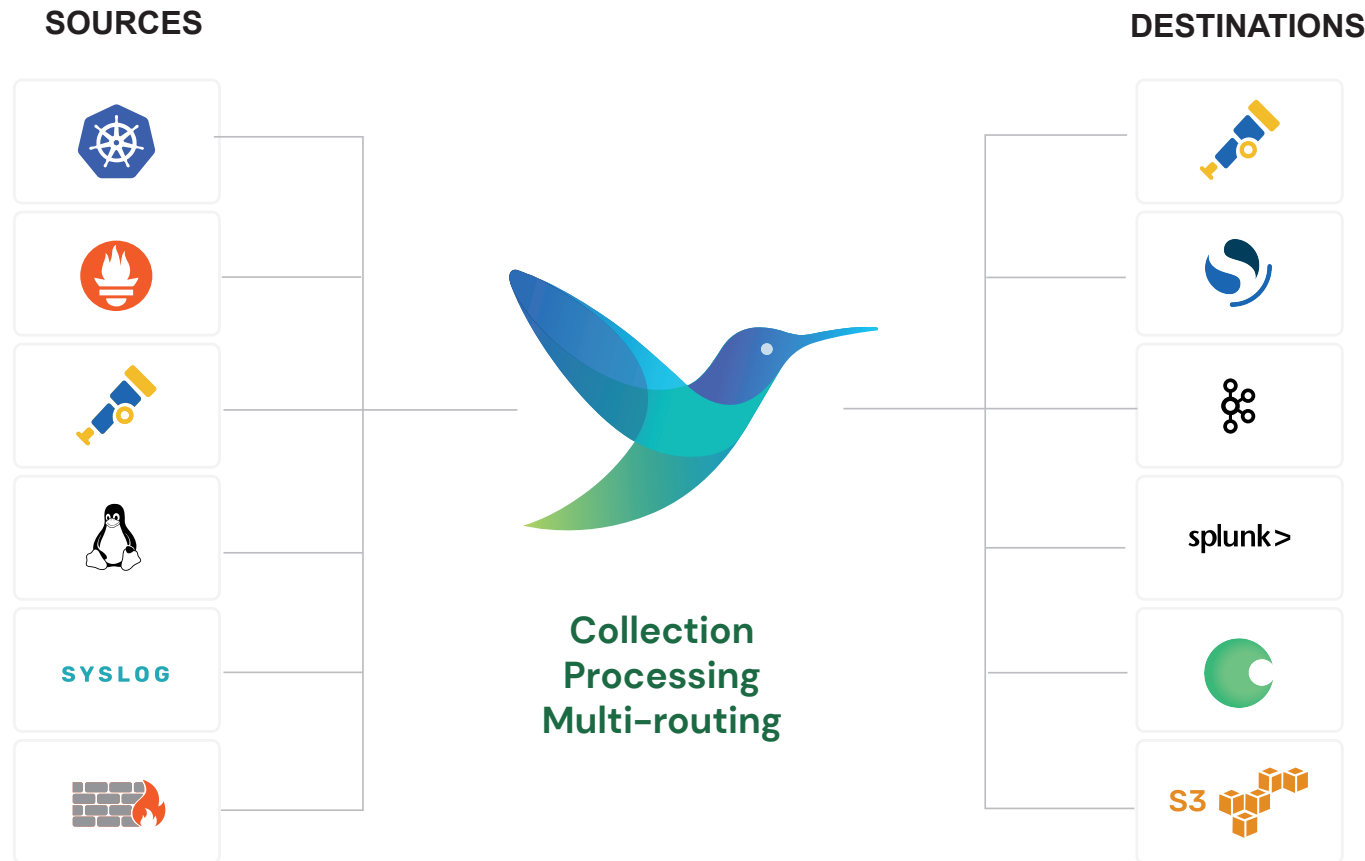 SOURCES
DESTINATIONS
SYSLOG
Collection
Processing
Multi-routing
splunk>
S3